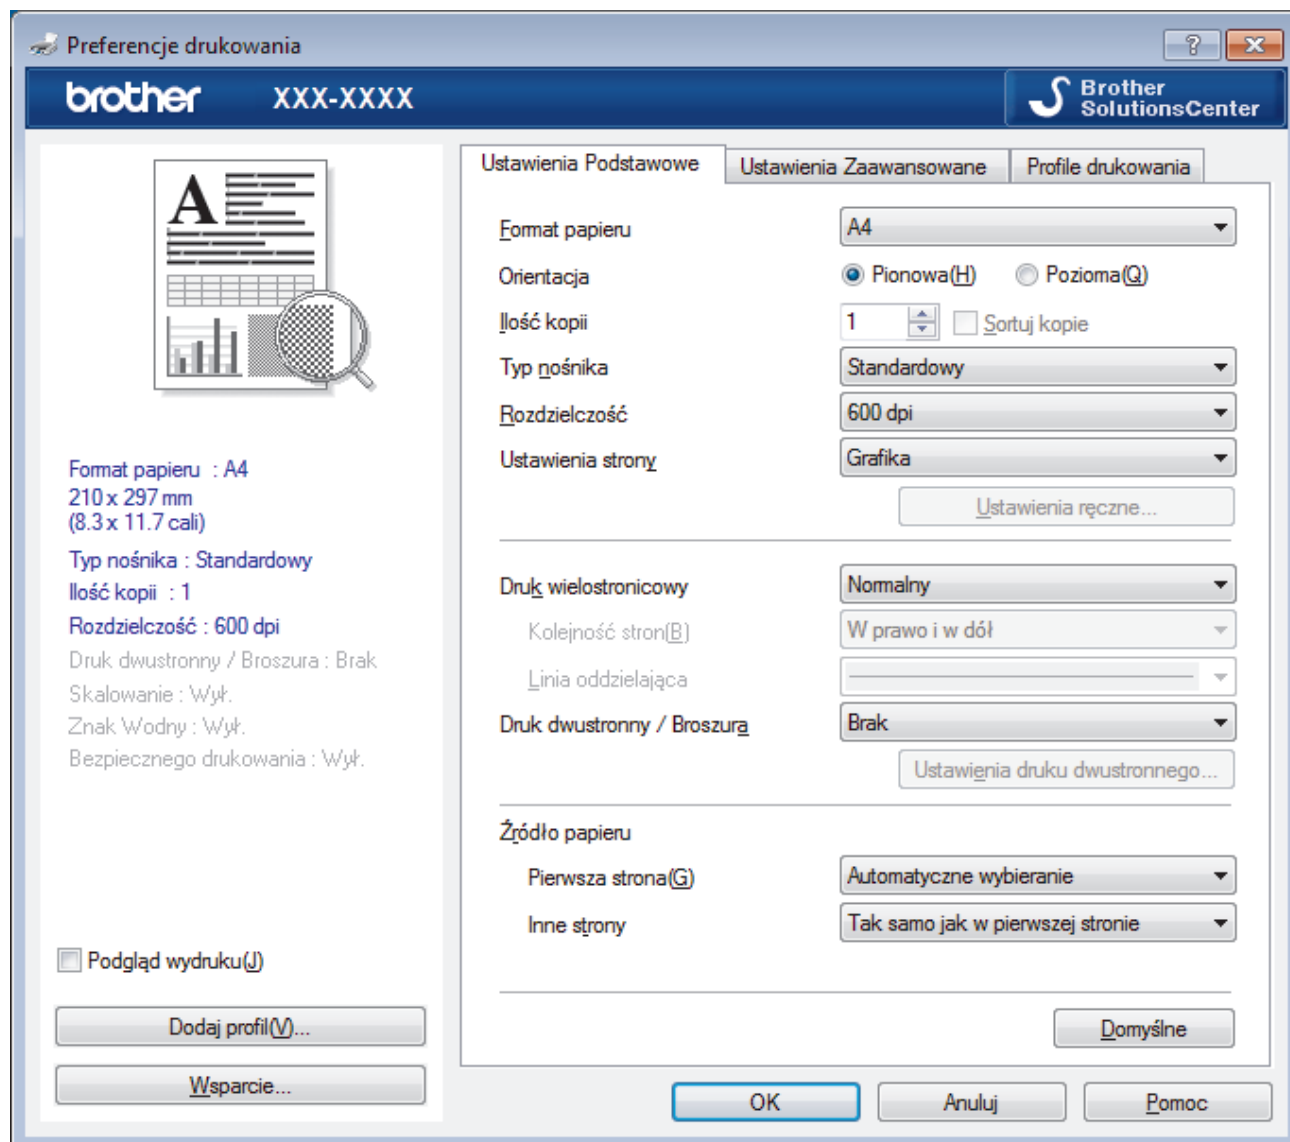 Preferencje drukowania
brother XXX-XXXX
Brother
SolutionsCenter
A
Format papieru : A4
210 x 297 mm
(8.3 x 11.7 cali)
Typ nośnika : Standardowy
Ilość kopii : 1
Rozdzielczość : 600 dpi
Druk dwustronny / Broszura : Brak
Skalowanie : Wył.
Znak Wodny : Wył.
Bezpiecznego drukowania : Wył.
Podgląd wydruku(J)
Dodaj profil(V)...
Wsparcie...
Ustawienia Podstawowe Ustawienia Zaawansowane Profile drukowania
Format papieru A4
Orientacja Pionowa(H) Pozioma(Q)
Ilość kopii 1 Sortuj kopie
Typ nośnika Standardowy
Rozdzielczość 600 dpi
Ustawienia strony Grafika
Ustawienia ręczne...
Druk wielostronicowy Normalny
Kolejność stron(B) W prawo i w dół
Linia oddzielająca
Druk dwustronny / Broszura Brak
Ustawienia druku dwustronnego...
Źródło papieru
Pierwsza strona(G) Automatyczne wybieranie
Inne strony Tak samo jak w pierwszej stronie
Domyślne
OK Anuluj Pomoc